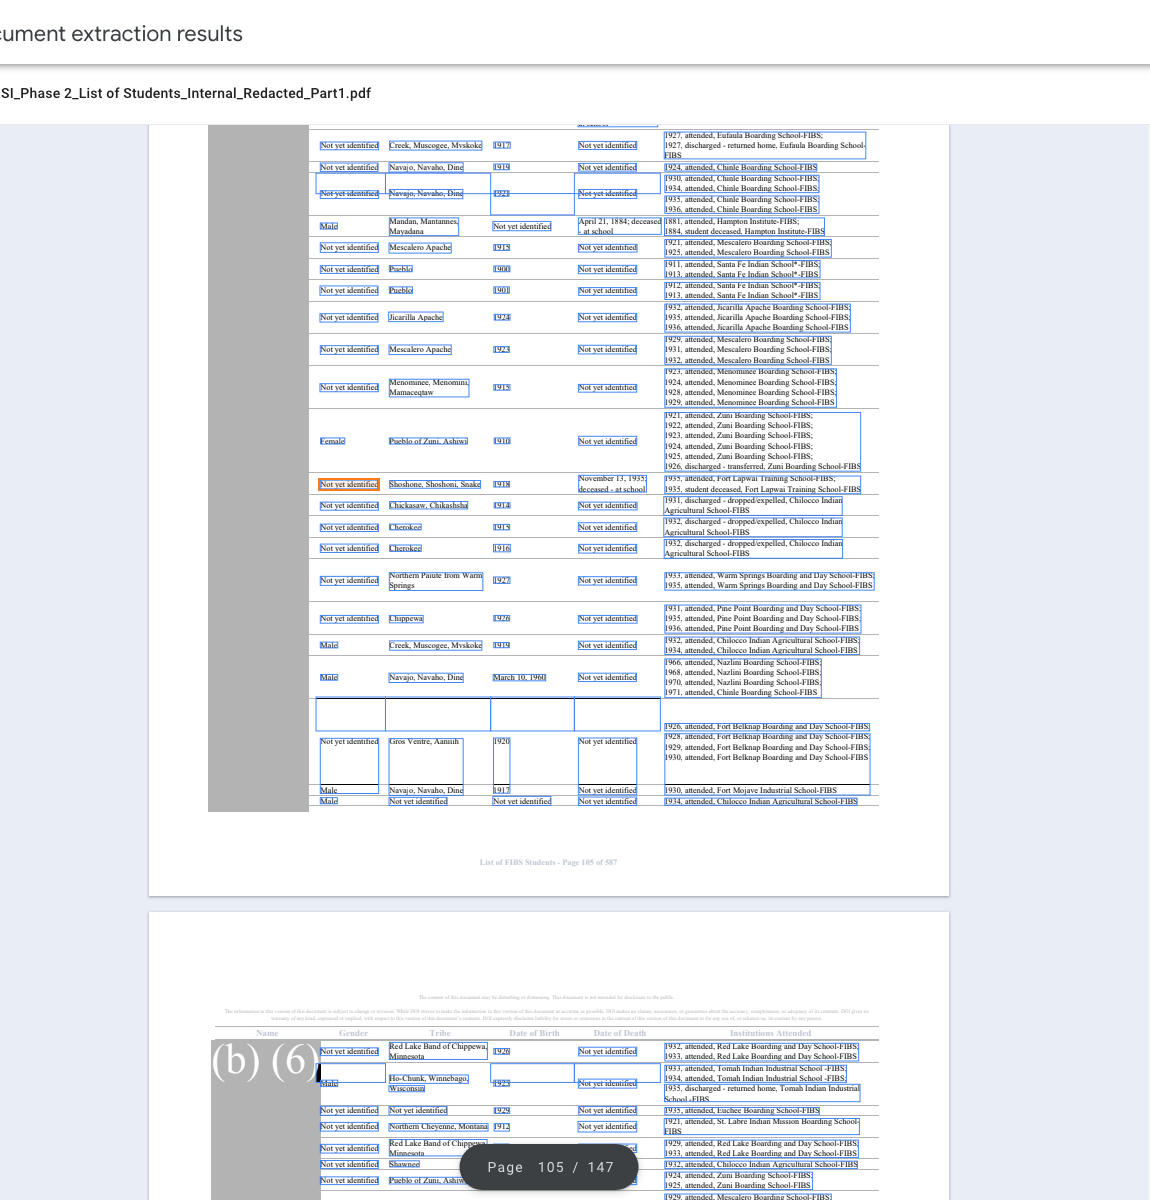 cument extraction results
SI_Phase 2_List of Students_Internal_Redacted_Part1.pdf
Not yet identified Creek, Muscogee, Mvskoke 1917 Not yet identified 1927, attended, Eufaula Boarding School-FIBS;
1927, discharge - returned home, Eufaula Boarding School-
FIBS
Not yet identified Navajo, Navaho, Dine 1919 Not yet identified 1924, attended, Chinle Boarding School-FIBS
Not yet identified Navajo, Navaho, Dine 1921 Not yet identified 1930, attended, Chinle Boarding School-FIBS;
1934, attended, Chinle Boarding School-FIBS;
1935, attended, Chinle Boarding School-FIBS;
1936, attended, Chinle Boarding School-FIBS
Male Mandan, Mantannes, Not yet identified April 21, 1884; deceased 1881, attended, Hampton Institute-FIBS;
Mayadana - at school 1884, student deceased, Hampton Institute-FIBS
Not yet identified Mescalero Apache 1915 Not yet identified 1921, attended, Mescalero Boarding School-FIBS;
1925, attended, Mescalero Boarding School-FIBS
Not yet identified Pueblo 1900 Not yet identified 1911, attended, Santa Fe Indian School*-FIBS;
1913, attended, Santa Fe Indian School*-FIBS
Not yet identified Pueblo 1901 Not yet identified 1912, attended, Santa Fe Indian School*-FIBS;
1913, attended, Santa Fe Indian School*-FIBS
Not yet identified Jicarilla Apache 1924 Not yet identified 1932, attended, Jicarilla Apache Boarding School-FIBS;
1935, attended, Jicarilla Apache Boarding School-FIBS;
1936, attended, Jicarilla Apache Boarding School-FIBS
Not yet identified Mescalero Apache 1923 Not yet identified 1929, attended, Mescalero Boarding School-FIBS;
1931, attended, Mescalero Boarding School-FIBS;
1932, attended, Mescalero Boarding School-FIBS
Not yet identified Menominee, Menomini, 1915 Not yet identified 1923, attended, Menominee Boarding School-FIBS;
Mamaceqtaw 1924, attended, Menominee Boarding School-FIBS;
1928, attended, Menominee Boarding School-FIBS;
1929, attended, Menominee Boarding School-FIBS
Female Pueblo of Zuni, Ashiwi 1910 Not yet identified 1921, attended, Zuni Boarding School-FIBS;
1922, attended, Zuni Boarding School-FIBS;
1923, attended, Zuni Boarding School-FIBS;
1924, attended, Zuni Boarding School-FIBS;
1925, attended, Zuni Boarding School-FIBS;
1926, discharged - transferred, Zuni Boarding School-FIBS
Not yet identified Shoshone, Shoshoni, Snake 1918 November 13, 1935; 1935, attended, Fort Lapwai Training School-FIBS;
deceased - at school 1935, student deceased, Fort Lapwai Training School-FIBS
Not yet identified Chickasaw, Chikashsha 1914 Not yet identified 1931, discharged - dropped/expelled, Chilocco Indian
Agricultural School-FIBS
Not yet identified Cherokee 1915 Not yet identified 1932, discharged - dropped/expelled, Chilocco Indian
Agricultural School-FIBS
Not yet identified Cherokee 1916 Not yet identified 1932, discharged - dropped/expelled, Chilocco Indian
Agricultural School-FIBS
Not yet identified Northern Paiute from Warm 1927 Not yet identified 1933, attended, Warm Springs Boarding and Day School-FIBS;
Springs 1935, attended, Warm Springs Boarding and Day School-FIBS
Not yet identified Chippewa 1926 Not yet identified 1931, attended, Pine Point Boarding and Day School-FIBS;
1935, attended, Pine Point Boarding and Day School-FIBS;
1936, attended, Pine Point Boarding and Day School-FIBS
Male Creek, Muscogee, Mvskoke 1919 Not yet identified 1932, attended, Chilocco Indian Agricultural School-FIBS;
1934, attended, Chilocco Indian Agricultural School-FIBS
Male Navajo, Navaho, Dine March 10, 1960 Not yet identified 1966, attended, Nazlini Boarding School-FIBS;
1968, attended, Nazlini Boarding School-FIBS;
1970, attended, Nazlini Boarding School-FIBS;
1971, attended, Chinle Boarding School-FIBS
1926, attended, Fort Belknap Boarding and Day School-FIBS;
Not yet identified Gros Ventre, Aaniiih 1920 Not yet identified 1928, attended, Fort Belknap Boarding and Day School-FIBS;
1929, attended, Fort Belknap Boarding and Day School-FIBS;
1930, attended, Fort Belknap Boarding and Day School-FIBS
Male Navajo, Navaho, Dine 1917 Not yet identified 1930, attended, Fort Mojave Industrial School-FIBS
Male Not yet identified Not yet identified Not yet identified 1934, attended, Chilocco Indian Agricultural School-FIBS
List of FIBS Students - Page 105 of 587
The content of this document may be disturbing or distressing. This document is not intended for disclosure to the public.
Name Gender Tribe Date of Birth Date of Death Institutions Attended
(b) (6)
Not yet identified Red Lake Band of Chippewa, 1926 Not yet identified 1932, attended, Red Lake Boarding and Day School-FIBS;
Minnesota 1933, attended, Red Lake Boarding and Day School-FIBS
Male Ho-Chunk, Winnebago, 1923 Not yet identified 1933, attended, Tomah Indian Industrial School -FIBS;
Wisconsin 1934, attended, Tomah Indian Industrial School -FIBS;
1935, discharged - returned home, Tomah Indian Industrial
School -FIBS
Not yet identified Not yet identified 1929 Not yet identified 1935, attended, Euchee Boarding School-FIBS
Not yet identified Northern Cheyenne, Montana 1912 Not yet identified 1921, attended, St. Labre Indian Mission Boarding School-
FIBS
Not yet identified Red Lake Band of Chippewa, 1929, attended, Red Lake Boarding and Day School-FIBS;
Minnesota 1933, attended, Red Lake Boarding and Day School-FIBS
Not yet identified Shawnee 1932, attended, Chilocco Indian Agricultural School-FIBS
Not yet identified Pueblo of Zuni, Ashiwi 1924, attended, Zuni Boarding School-FIBS;
1925, attended, Zuni Boarding School-FIBS
1929, attended, Mescalero Boarding School-FIBS;
Page 105 / 147